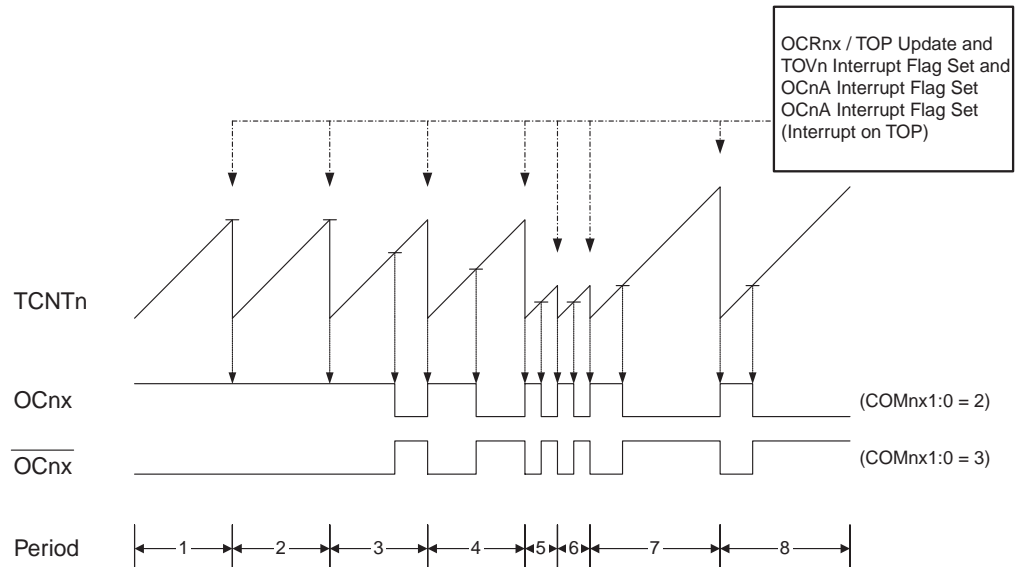 OCRnx / TOP Update and
TOVn Interrupt Flag Set and
OCnA Interrupt Flag Set
OCnA Interrupt Flag Set
(Interrupt on TOP)
TCNTn
OCnx
(COMnx1:0 = 2)
OCnx
(COMnx1:0 = 3)
Period
1 2 3 4 5 6 7 8